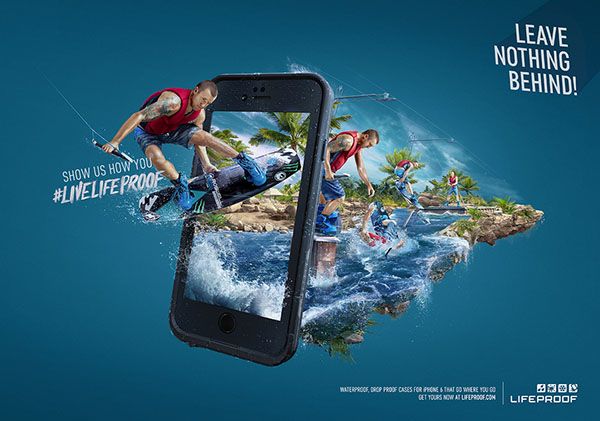 LEAVE
NOTHING
BEHIND!
SHOW US HOW YOU
#LIVELIFEPROOF
WATERPROOF, DROP PROOF CASES FOR IPHONE 6 THAT GO WHERE YOU GO
GET YOURS NOW AT LIFEPROOF.COM
LIFEPROOF